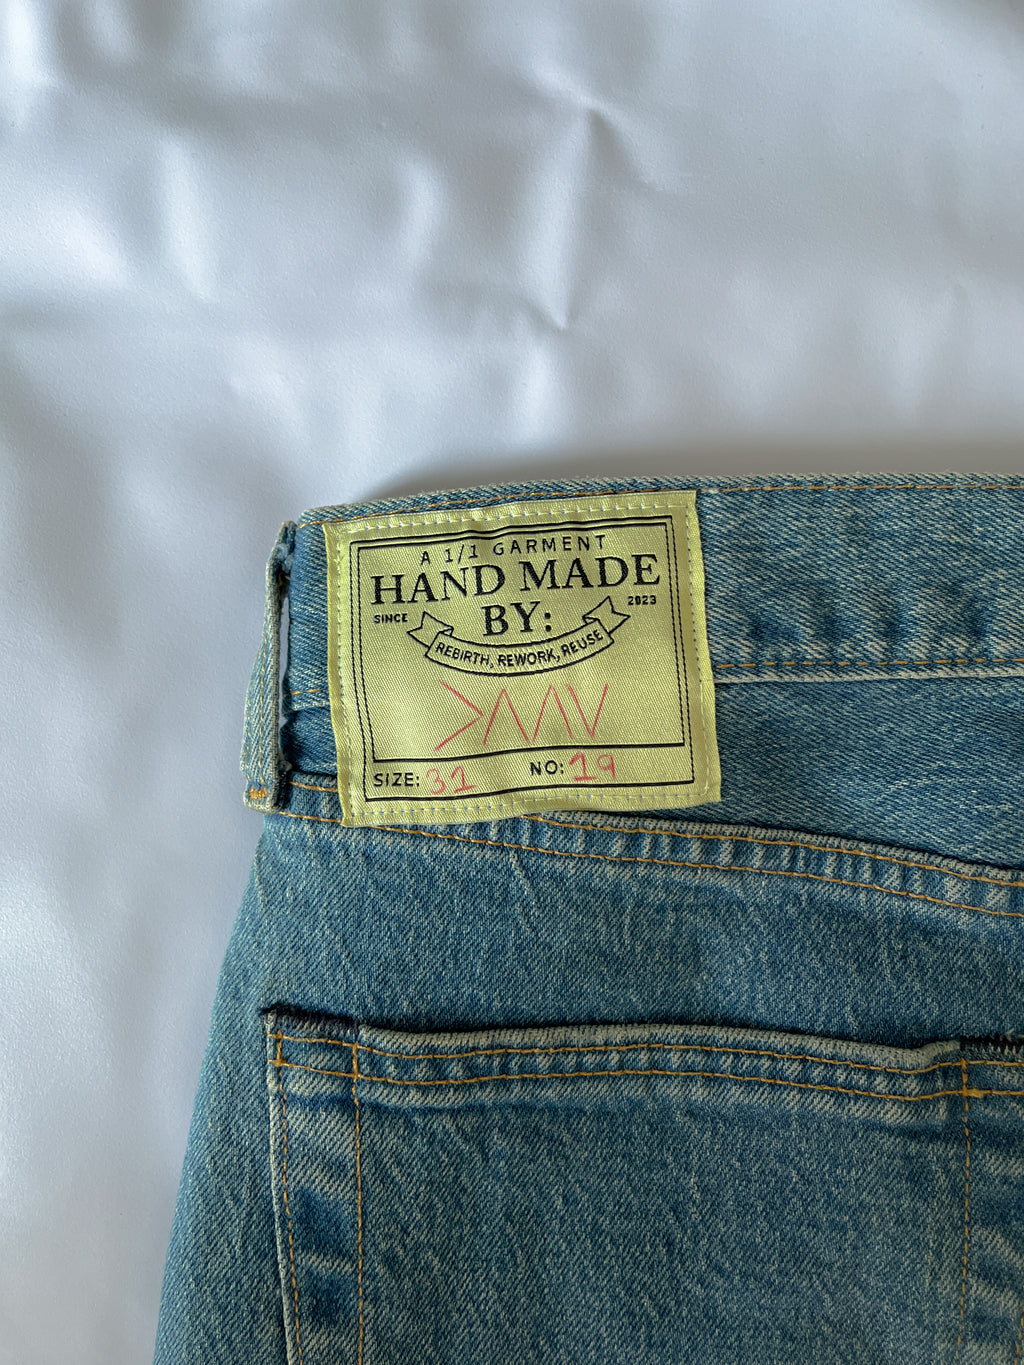 A 1/1 GARMENT
HAND MADE
BY:
SINCE 2023
REBIRTH, REWORK, REUSE
SIZE: 31 NO: 19